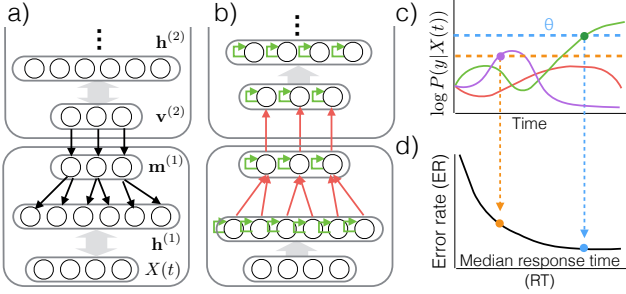 a)
⋮
h^(2)
v^(2)
m^(1)
h^(1)
X(t)
b)
⋮
c)
θ
log P(y|X(t))
Time
d)
Error rate (ER)
Median response time
(RT)